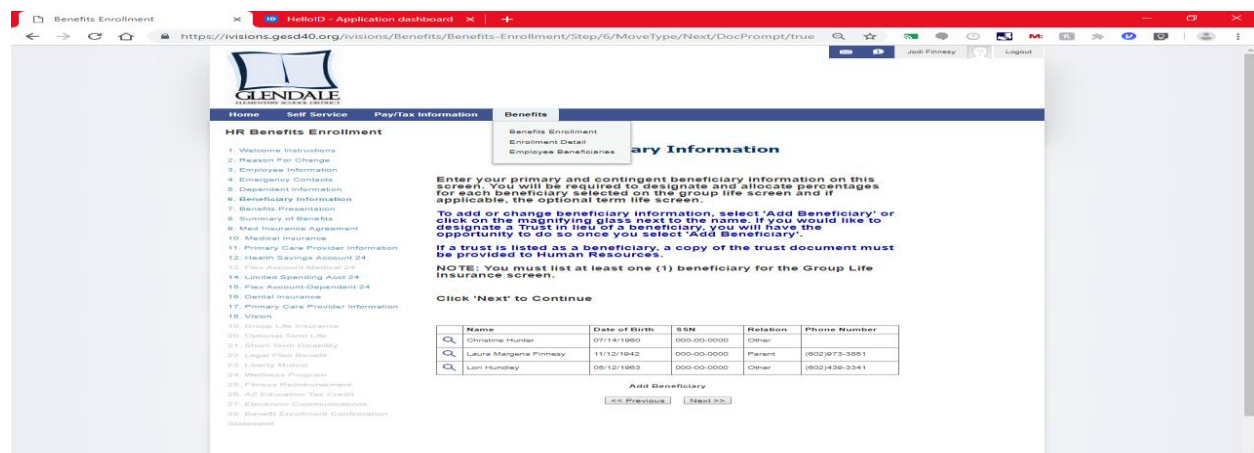 Benefits Enrollment
HelloID - Application dashboard
https://ivisions.gesd40.org/ivisions/Benefits/Benefits-Enrollment/Step/6/MoveType/Next/DocPrompt/true
Jodi Finnesy
Logout
GLENDALE
ELEMENTARY SCHOOL DISTRICT
Home Self Service Pay/Tax Information Benefits
Benefits Enrollment
Enrollment Detail
Employee Beneficiaries
HR Benefits Enrollment
1. Welcome Instructions
2. Reason For Change
3. Employee Information
4. Emergency Contacts
5. Dependent Information
6. Beneficiary Information
7. Benefits Presentation
8. Summary of Benefits
9. Med Insurance Agreement
10. Medical Insurance
11. Primary Care Provider Information
12. Health Savings Account 24
13. Flex Account-Medical 24
14. Limited Spending Acct 24
15. Flex Account-Dependent 24
16. Dental Insurance
17. Primary Care Provider Information
18. Vision
19. Group Life Insurance
20. Optional Term Life
21. Short-Term Disability
22. Legal Plan Benefit
23. Liberty Mutual
24. Wellness Program
25. Fitness Reimbursement
26. AZ Education Tax Credit
27. Electronic Communications
28. Benefit Enrollment Confirmation
Statement
ary Information
Enter your primary and contingent beneficiary information on this
screen. You will be required to designate and allocate percentages
for each beneficiary selected on the group life screen and if
applicable, the optional term life screen.
To add or change beneficiary information, select 'Add Beneficiary' or
click on the magnifying glass next to the name. If you would like to
designate a Trust in lieu of a beneficiary, you will have the
opportunity to do so once you select 'Add Beneficiary'.
If a trust is listed as a beneficiary, a copy of the trust document must
be provided to Human Resources.
NOTE: You must list at least one (1) beneficiary for the Group Life
Insurance screen.
Click 'Next' to Continue
Name Date of Birth SSN Relation Phone Number
Christine Hunter 07/14/1960 000-00-0000 Other
Laura Margena Finnesy 11/12/1942 000-00-0000 Parent (602)973-3881
Lori Hundley 08/12/1963 000-00-0000 Other (602)439-3341
Add Beneficiary
<< Previous Next >>